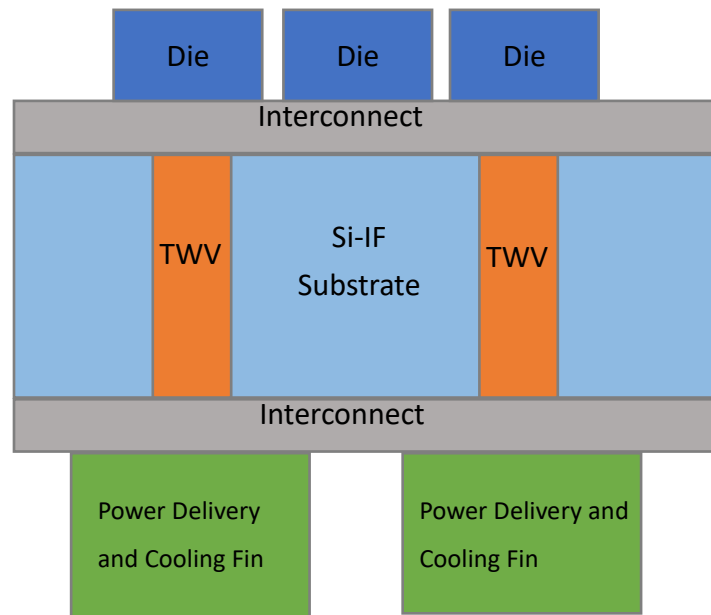 Die
Die
Die
Interconnect
TWV
Si-IF
Substrate
TWV
Interconnect
Power Delivery
and Cooling Fin
Power Delivery and
Cooling Fin